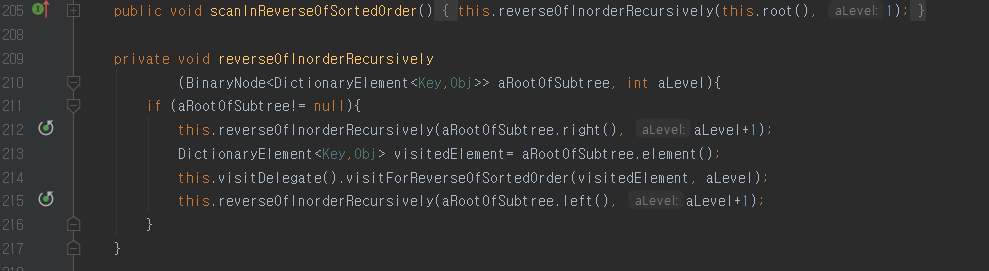 205 public void scanInReverseOfSortedOrder() { this.reverseOfInorderRecursively(this.root(), aLevel: 1); }
208
209 private void reverseOfInorderRecursively
210 (BinaryNode<DictionaryElement<Key,Obj>> aRootOfSubtree, int aLevel){
211 if (aRootOfSubtree!= null){
212 this.reverseOfInorderRecursively(aRootOfSubtree.right(), aLevel: aLevel+1);
213 DictionaryElement<Key,Obj> visitedElement= aRootOfSubtree.element();
214 this.visitDelegate().visitForReverseOfSortedOrder(visitedElement, aLevel);
215 this.reverseOfInorderRecursively(aRootOfSubtree.left(), aLevel: aLevel+1);
216 }
217 }